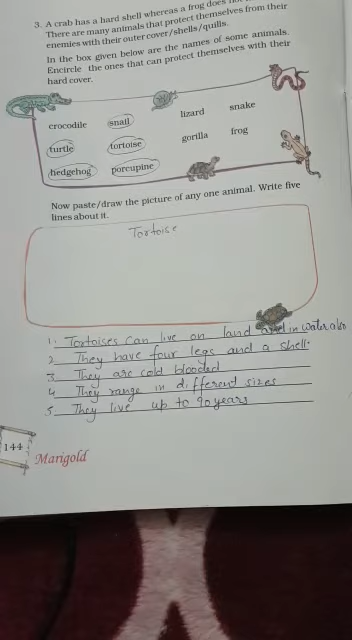 3. A crab has a hard shell whereas a frog does
There are many animals that protect themselves from their
enemies with their outer cover/shells/quills.
In the box given below are the names of some animals.
Encircle the ones that can protect themselves with their
hard cover.
crocodile snail lizard snake
turtle tortoise gorilla frog
hedgehog porcupine
Now paste/draw the picture of any one animal. Write five
lines about it.
Tortoise
1. Tortoises can live on land and in water also
2. They have four legs and a shell.
3. They are cold blooded
4. They range in different sizes
5. They live up to 90 years
144
Marigold